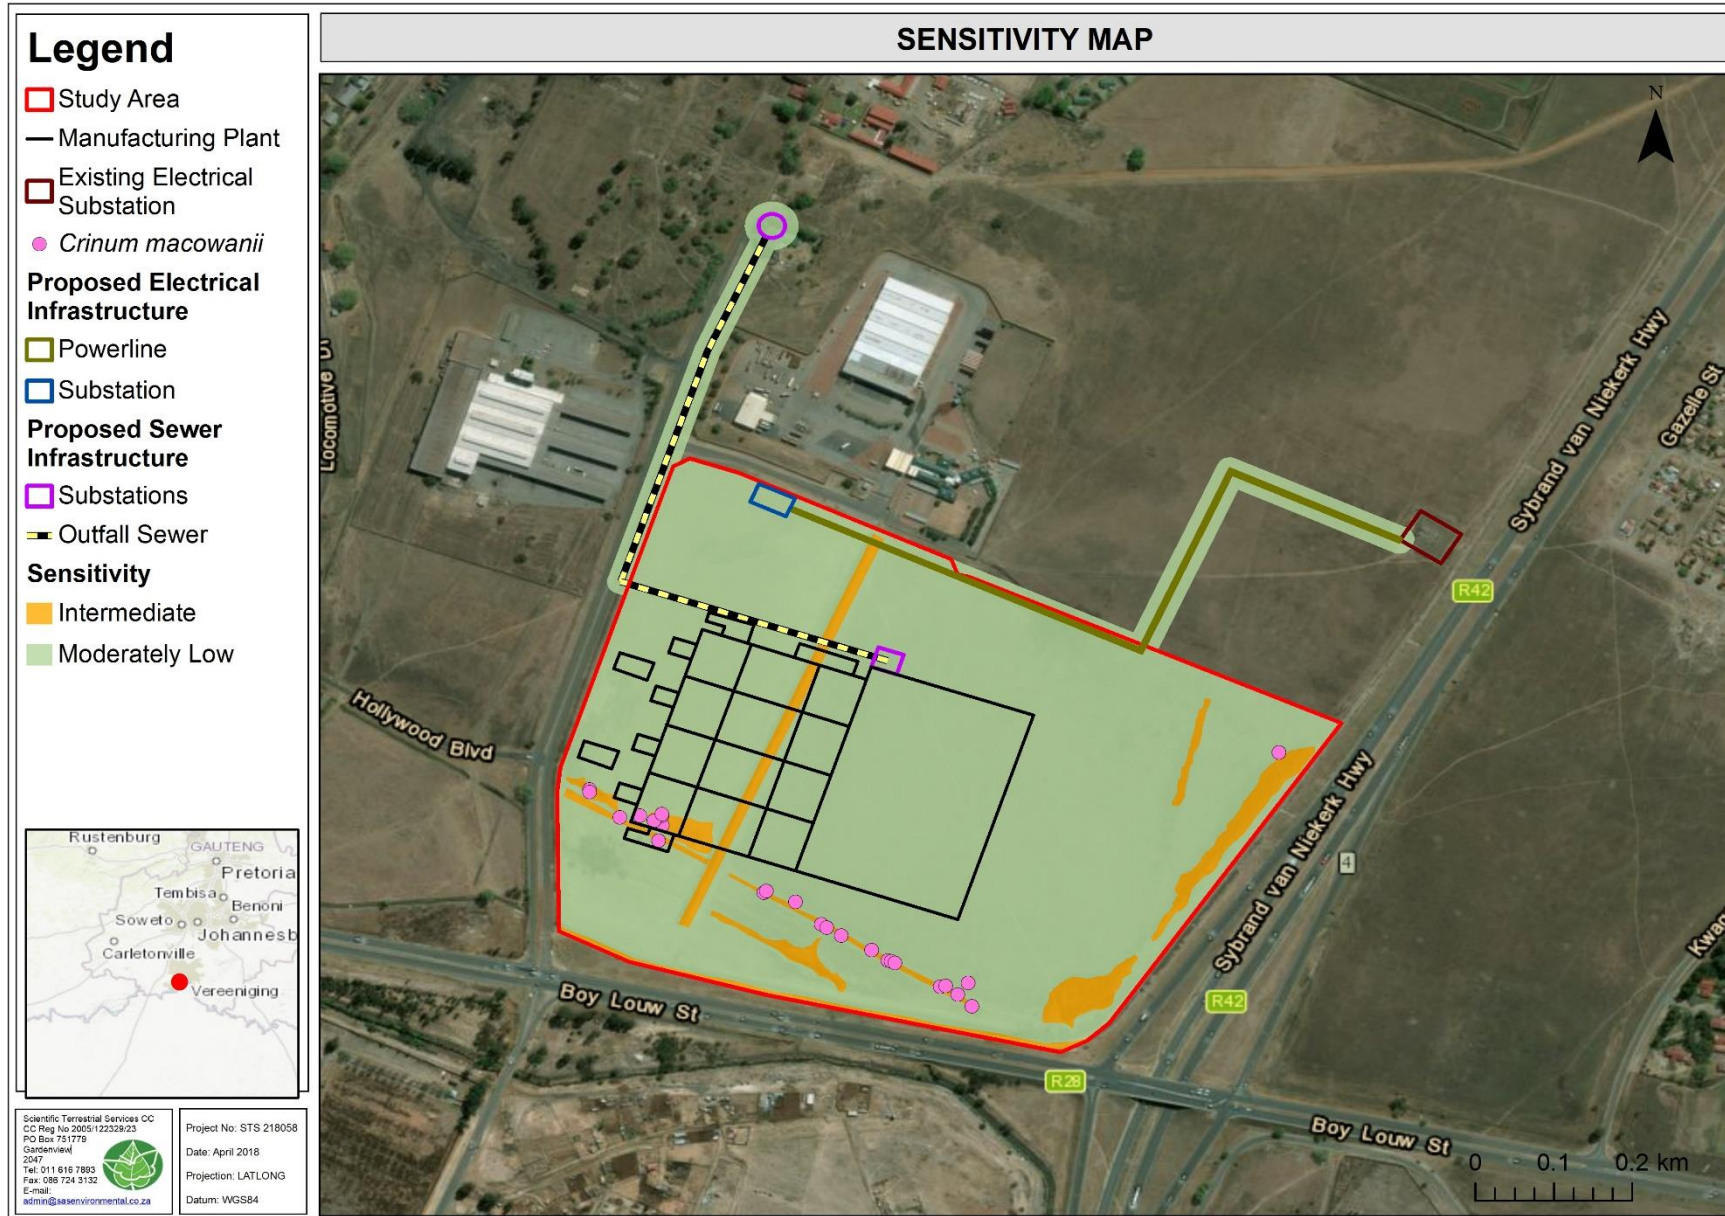 SENSITIVITY MAP
Legend
Study Area
Manufacturing Plant
Existing Electrical
Substation
Crinum macowanii
Proposed Electrical
Infrastructure
Powerline
Substation
Proposed Sewer
Infrastructure
Substations
Outfall Sewer
Sensitivity
Intermediate
Moderately Low
Rustenburg
GAUTENG
Pretoria
Tembisa
Benoni
Soweto
Johannesb
Carletonville
Vereeniging
Scientific Terrestrial Services CC
CC Reg No 2005/122329/23
PO Box 751779
Gardenview
2047
Tel: 011 616 7893
Fax: 086 724 3132
E-mail:
admin@sasenvironmental.co.za
Project No: STS 218058
Date: April 2018
Projection: LATLONG
Datum: WGS84
N
Locomotive Dr
Hollywood Blvd
Sybrand van Niekerk Hwy
Gazelle St
R42
Sybrand van Niekerk Hwy
4
Kwag
R42
Boy Louw St
R28
Boy Louw St
0 0.1 0.2 km